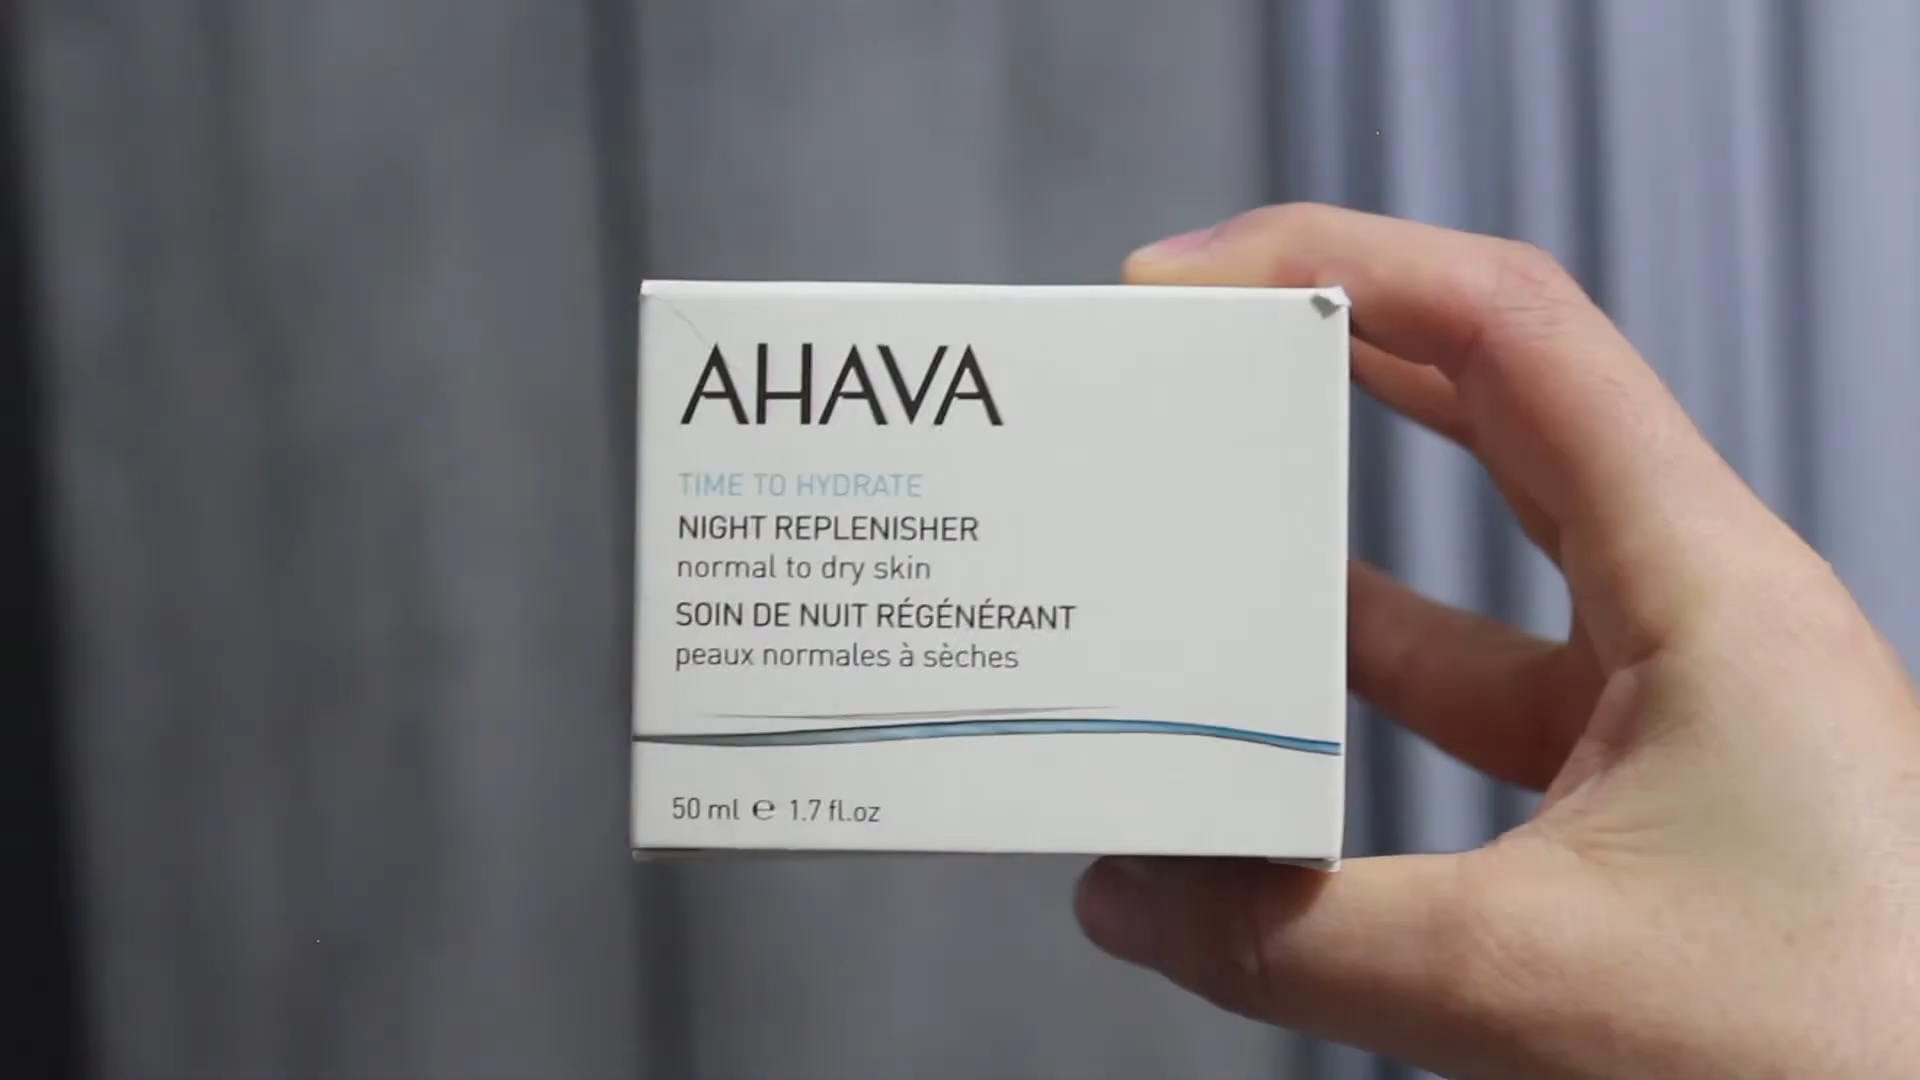 AHAVA
TIME TO HYDRATE
NIGHT REPLENISHER
normal to dry skin
SOIN DE NUIT RÉGÉNÉRANT
peaux normales à sèches
50 ml ℮ 1.7 fl.oz